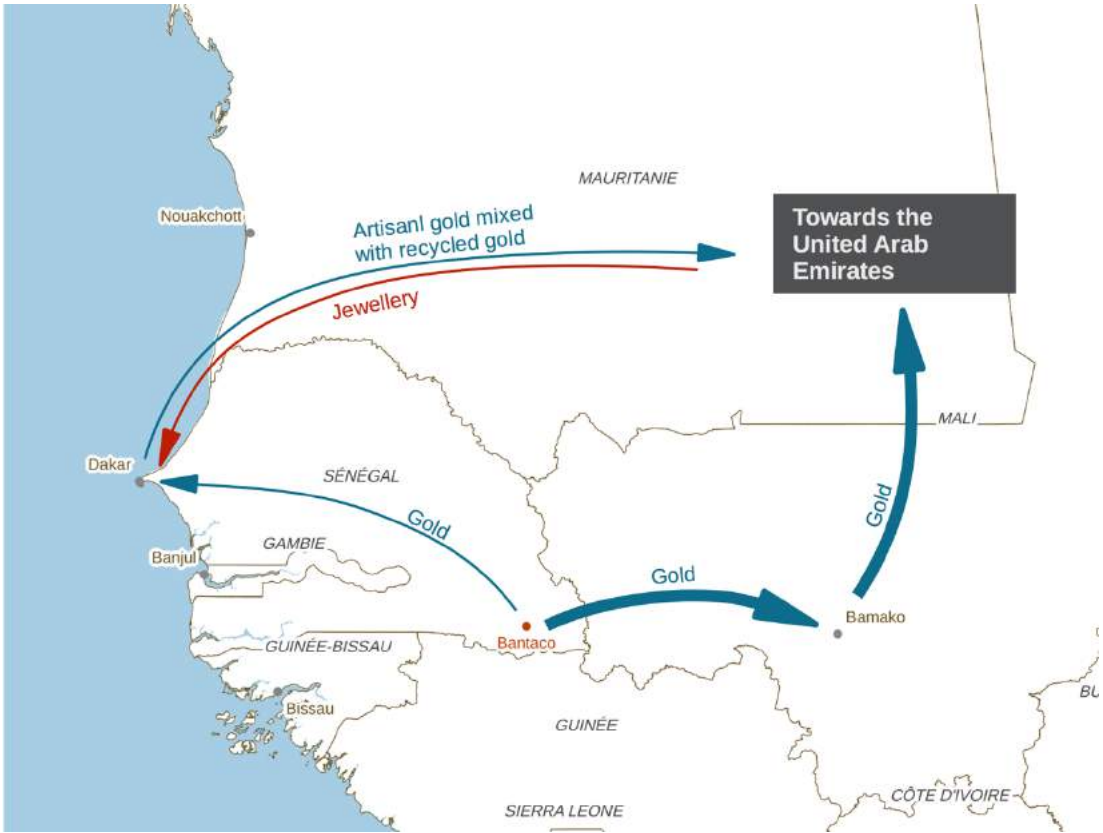 MAURITANIE
Nouakchott
Artisanl gold mixed
with recycled gold
Towards the
United Arab
Emirates
Jewellery
MALI
Dakar
SÉNÉGAL
Gold
Gold
GAMBIE
Banjul
Gold
Bamako
Bantaco
GUINÉE-BISSAU
BU
Bissau
GUINÉE
CÔTE D'IVOIRE
SIERRA LEONE